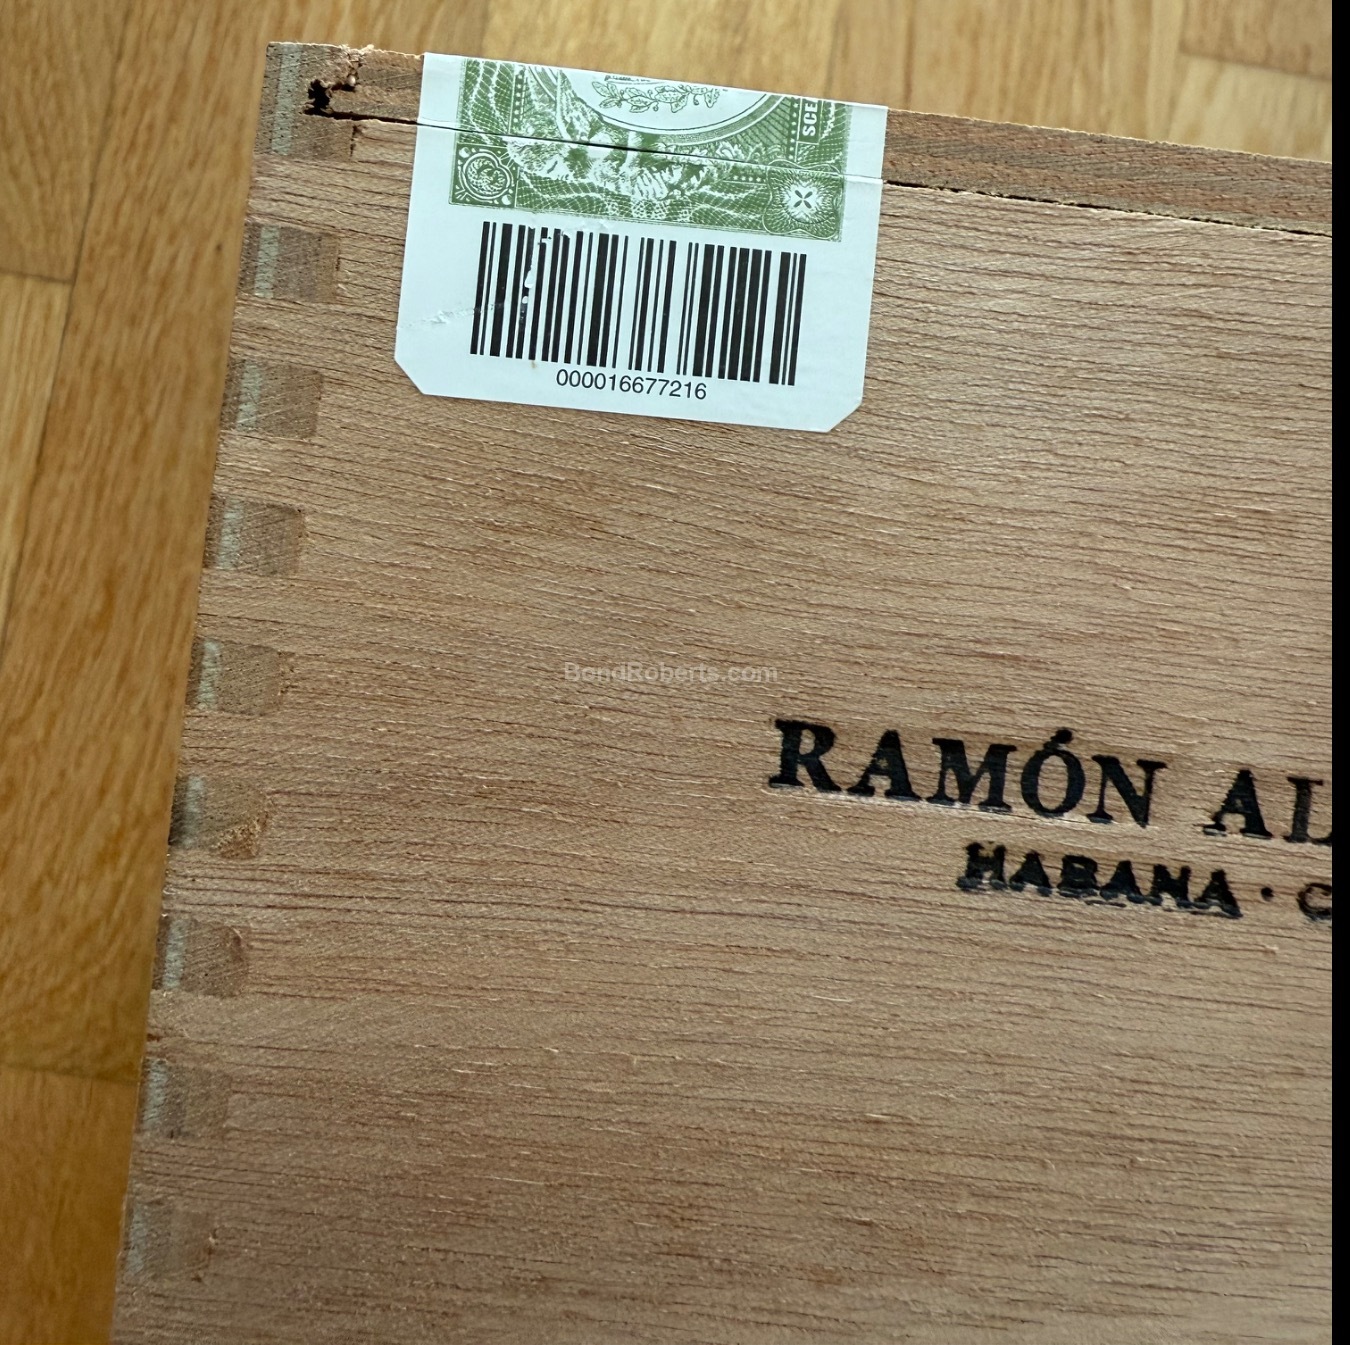 SCE
000016677216
BondRoberts.com
RAMÓN AL
HABANA · C